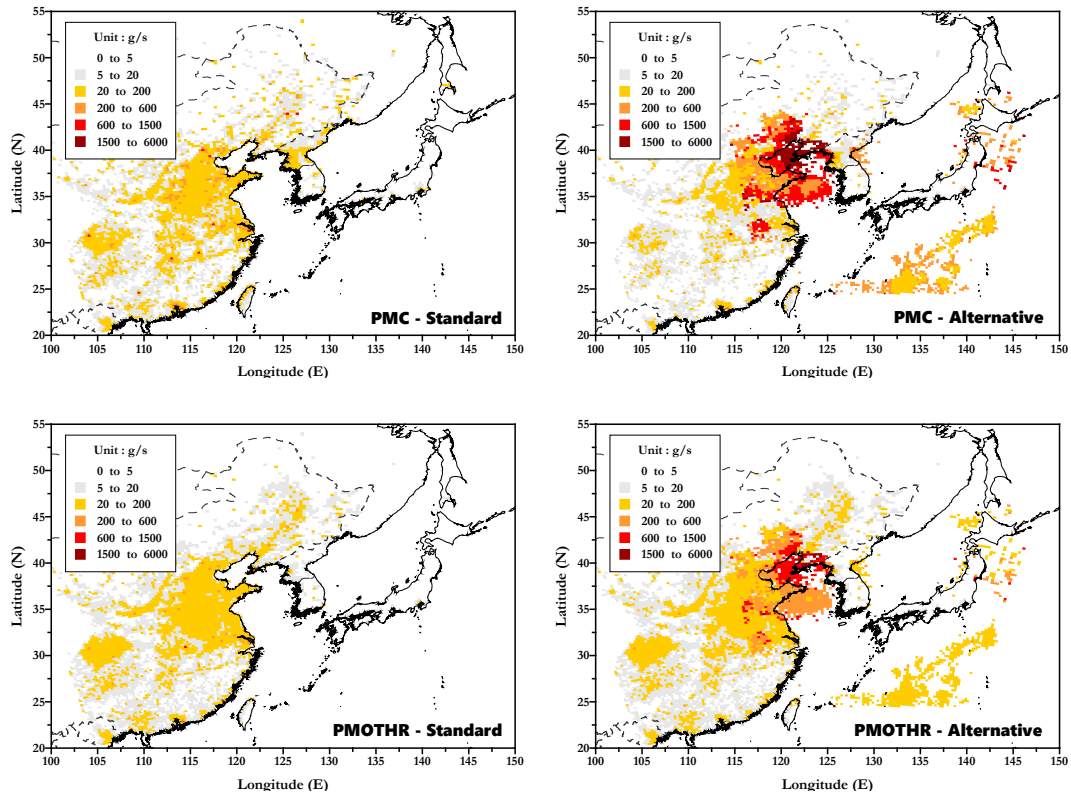 55
50
45
40
35
30
25
20
Latitude (N)
Unit : g/s
0 to 5
5 to 20
20 to 200
200 to 600
600 to 1500
1500 to 6000
PMC - Standard
100 105 110 115 120 125 130 135 140 145 150
Longitude (E)
55
50
45
40
35
30
25
20
Latitude (N)
Unit : g/s
0 to 5
5 to 20
20 to 200
200 to 600
600 to 1500
1500 to 6000
PMC - Alternative
100 105 110 115 120 125 130 135 140 145 150
Longitude (E)
55
50
45
40
35
30
25
20
Latitude (N)
Unit : g/s
0 to 5
5 to 20
20 to 200
200 to 600
600 to 1500
1500 to 6000
PMOTHR - Standard
100 105 110 115 120 125 130 135 140 145 150
Longitude (E)
55
50
45
40
35
30
25
20
Latitude (N)
Unit : g/s
0 to 5
5 to 20
20 to 200
200 to 600
600 to 1500
1500 to 6000
PMOTHR - Alternative
100 105 110 115 120 125 130 135 140 145 150
Longitude (E)